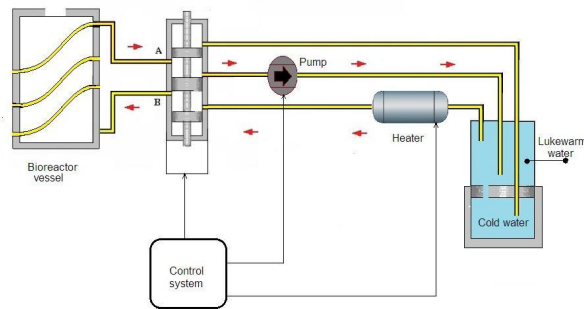 A
Pump
B
Heater
Lukewarm
water
Bioreactor
vessel
Cold water
Control
system